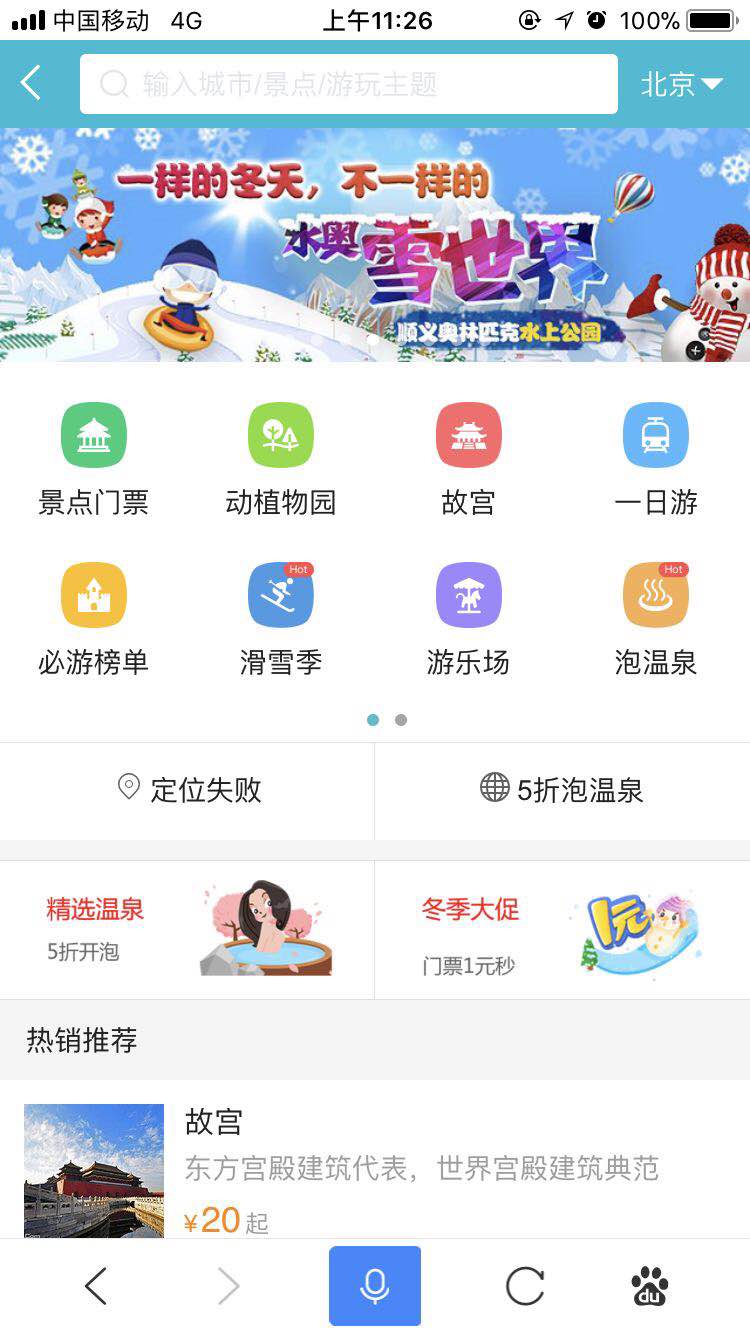 中国移动 4G 上午11:26 100%
输入城市/景点/游玩主题 北京
一样的冬天，不一样的
水奥 雪世界
顺义奥林匹克水上公园
景点门票 动植物园 故宫 一日游
Hot Hot
必游榜单 滑雪季 游乐场 泡温泉
定位失败 5折泡温泉
精选温泉 冬季大促
5折开泡 门票1元秒
1元
热销推荐
故宫
东方宫殿建筑代表，世界宫殿建筑典范
¥20起
du